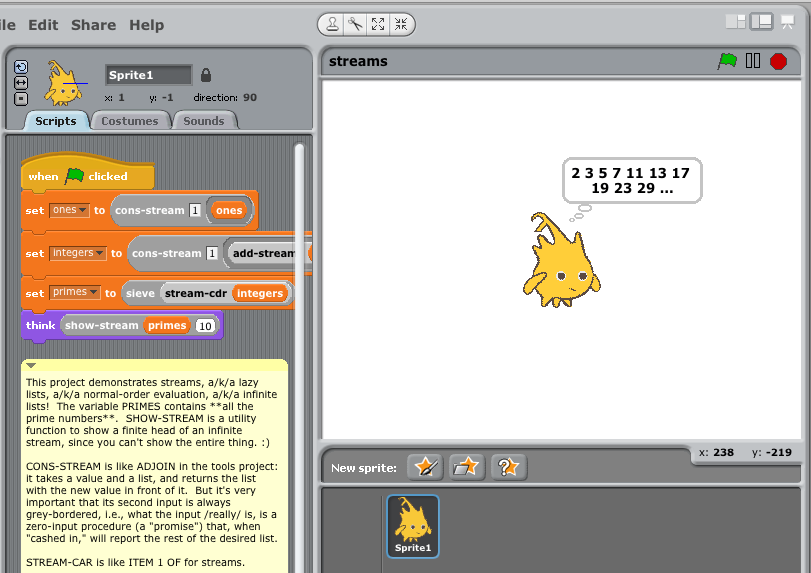 ile Edit Share Help
Sprite1
x: 1 y: -1 direction: 90
Scripts Costumes Sounds
when clicked
set ones to cons-stream 1 ones
set integers to cons-stream 1 add-stream
set primes to sieve stream-cdr integers
think show-stream primes 10
This project demonstrates streams, a/k/a lazy
lists, a/k/a normal-order evaluation, a/k/a infinite
lists! The variable PRIMES contains **all the
prime numbers**. SHOW-STREAM is a utility
function to show a finite head of an infinite
stream, since you can't show the entire thing. :)
CONS-STREAM is like ADJOIN in the tools project:
it takes a value and a list, and returns the list
with the new value in front of it. But it's very
important that its second input is always
grey-bordered, i.e., what the input /really/ is, is a
zero-input procedure (a "promise") that, when
"cashed in," will report the rest of the desired list.
STREAM-CAR is like ITEM 1 OF for streams.
streams
2 3 5 7 11 13 17
19 23 29 ...
x: 238 y: -219
New sprite:
Sprite1